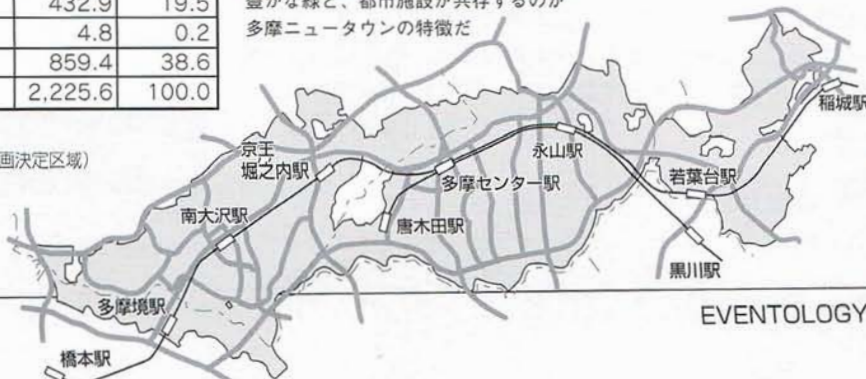 432.9 19.5
4.8 0.2
859.4 38.6
2,225.6 100.0
豊かな緑と、都市施設が共存するのが
多摩ニュータウンの特徴だ
画決定区域)
稲城駅
京王
堀之内駅
永山駅
多摩センター駅
若葉台駅
南大沢駅
唐木田駅
黒川駅
多摩境駅
橋本駅
EVENTOLOGY